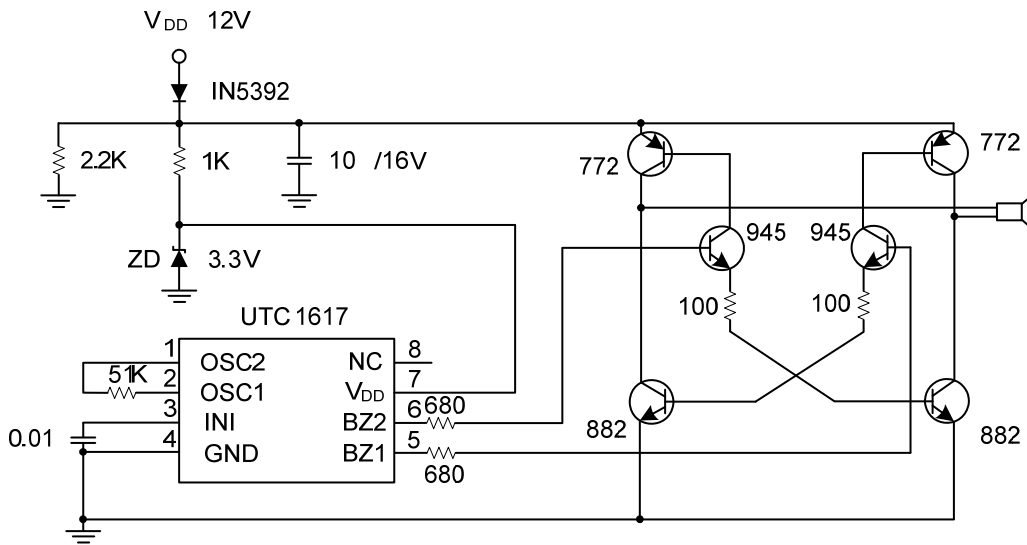 VDD 12V
IN5392
2.2K
1K
10 /16V
772
772
ZD 3.3V
945
945
100
100
UTC 1617
1 OSC2 NC 8
51K
2 OSC1 VDD 7
3 INI BZ2 6 680
0.01
4 GND BZ1 5 680
882
882